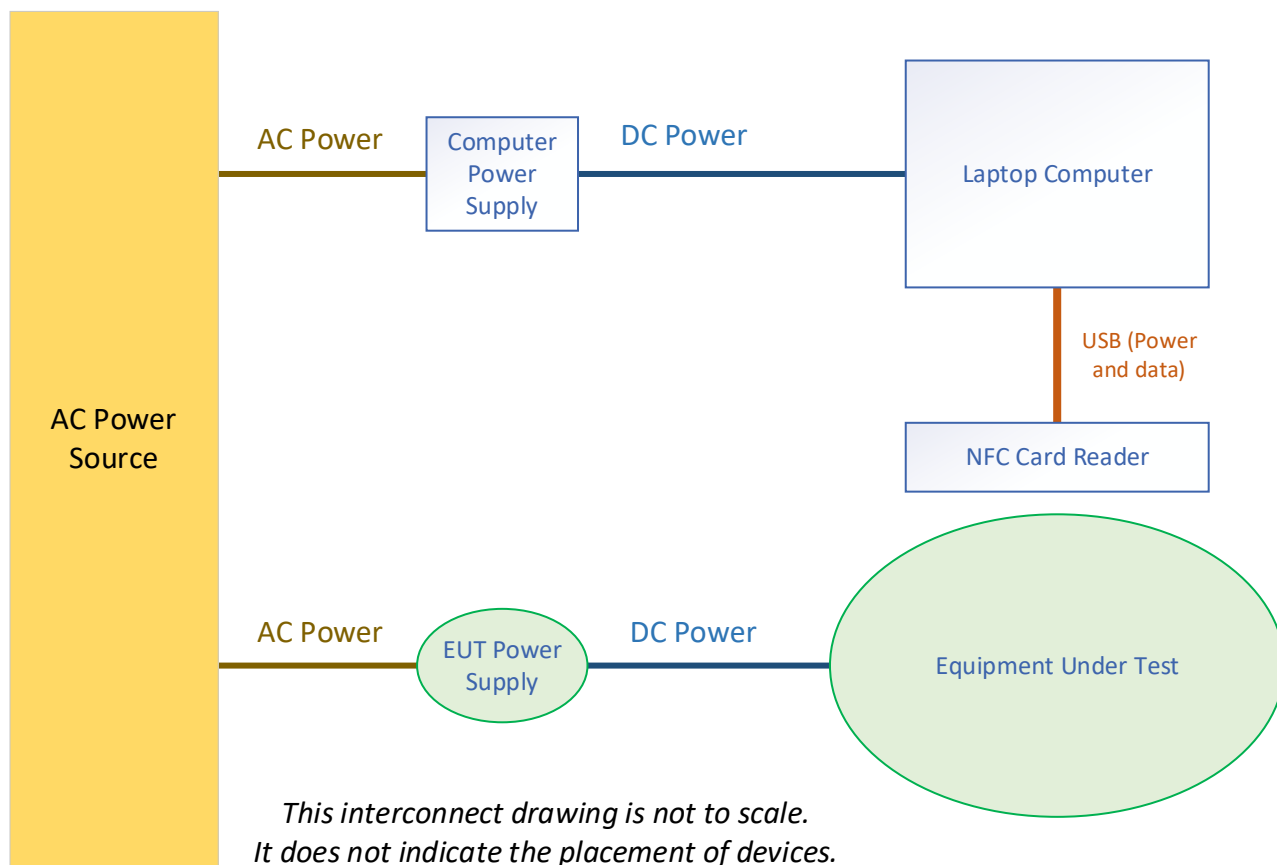 AC Power
Source
AC Power
Computer
Power
Supply
DC Power
Laptop Computer
USB (Power
and data)
NFC Card Reader
AC Power
EUT Power
Supply
DC Power
Equipment Under Test
This interconnect drawing is not to scale.
It does not indicate the placement of devices.